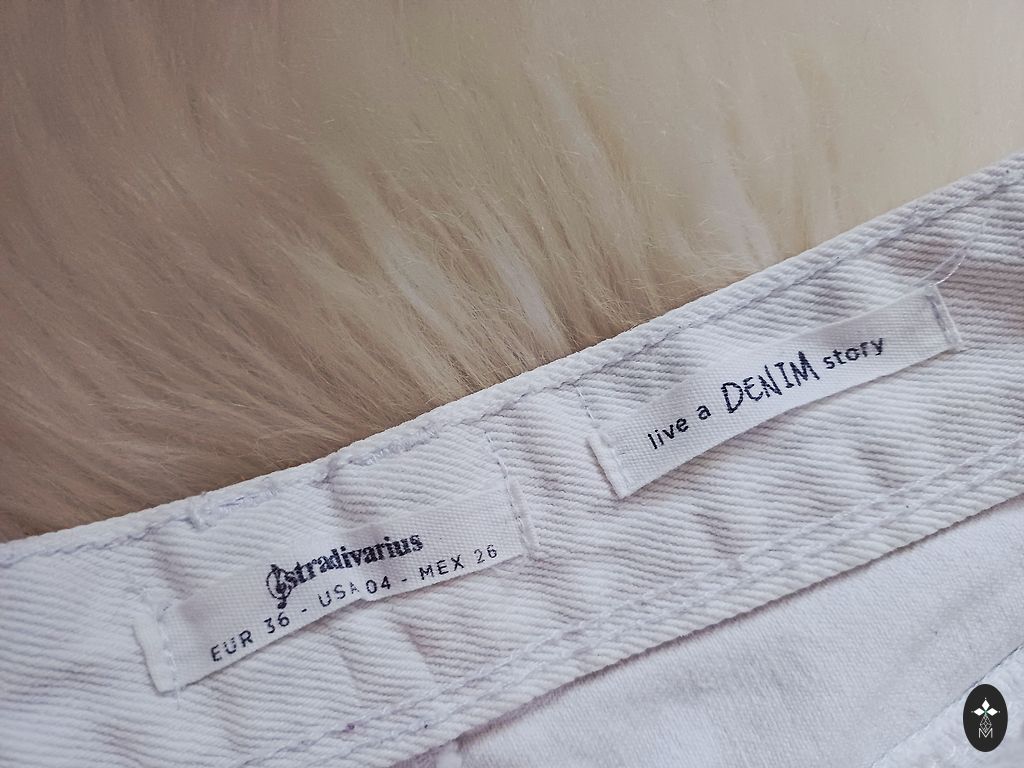 stradivarius
EUR 36 - USA 04 - MEX 26
live a DENIM story
M